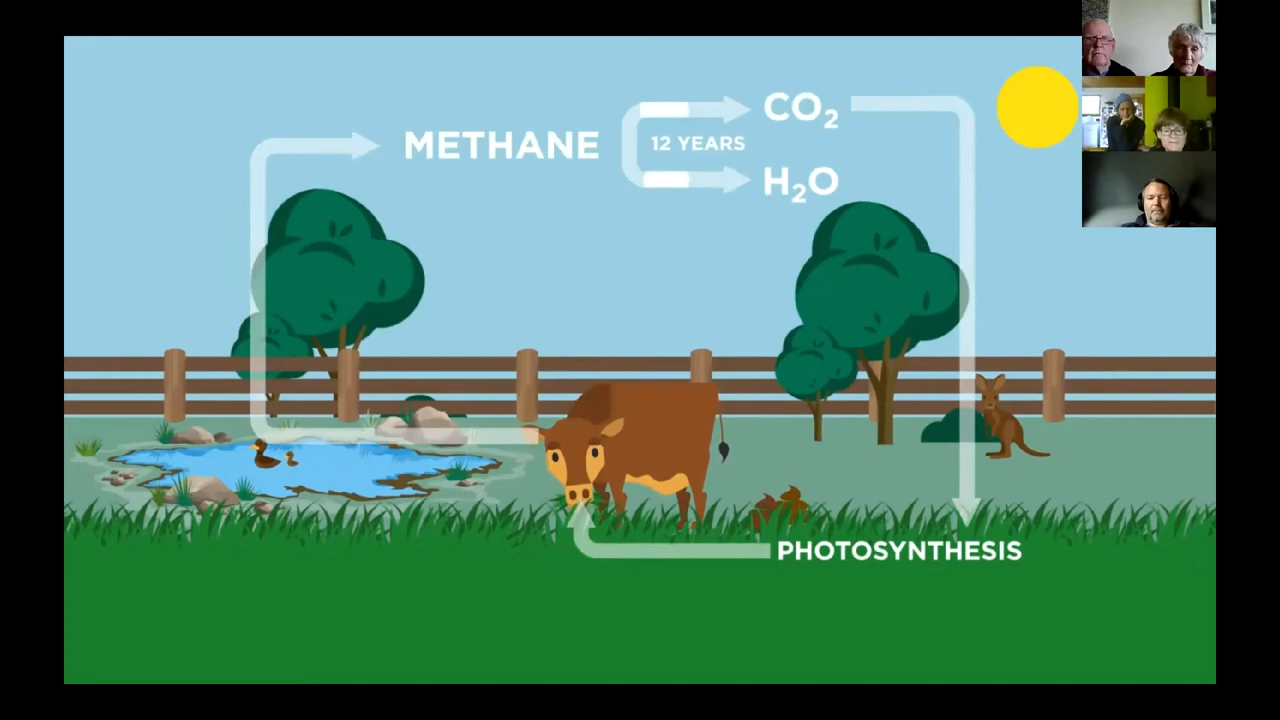 METHANE
12 YEARS
CO₂
H₂O
PHOTOSYNTHESIS